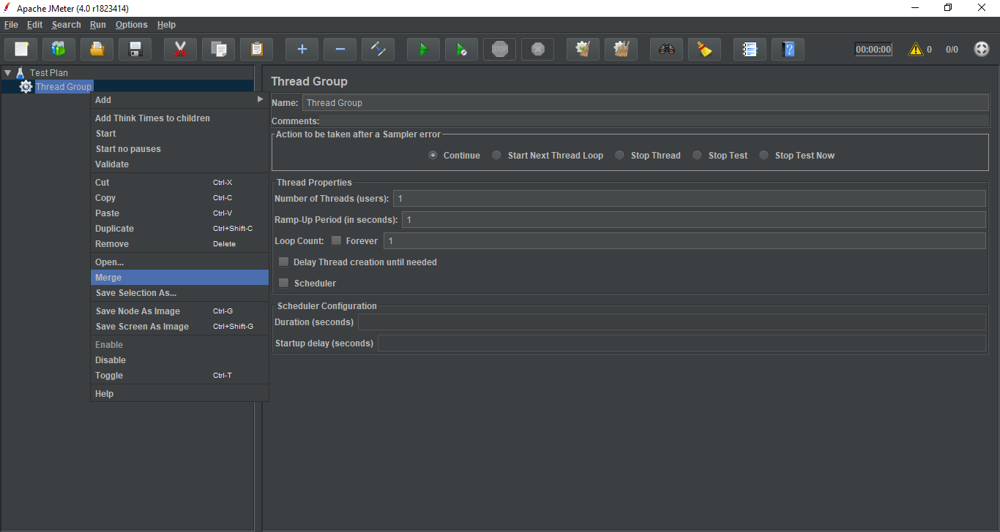 Apache JMeter (4.0 r1823414)
File Edit Search Run Options Help
STOP
00:00:00 0 0/0
Test Plan
Thread Group
Add
Add Think Times to children
Start
Start no pauses
Validate
Cut Ctrl-X
Copy Ctrl-C
Paste Ctrl-V
Duplicate Ctrl+Shift-C
Remove Delete
Open...
Merge
Save Selection As...
Save Node As Image Ctrl-G
Save Screen As Image Ctrl+Shift-G
Enable
Disable
Toggle Ctrl-T
Help
Thread Group
Name: Thread Group
Comments:
Action to be taken after a Sampler error
Continue Start Next Thread Loop Stop Thread Stop Test Stop Test Now
Thread Properties
Number of Threads (users): 1
Ramp-Up Period (in seconds): 1
Loop Count: Forever 1
Delay Thread creation until needed
Scheduler
Scheduler Configuration
Duration (seconds)
Startup delay (seconds)